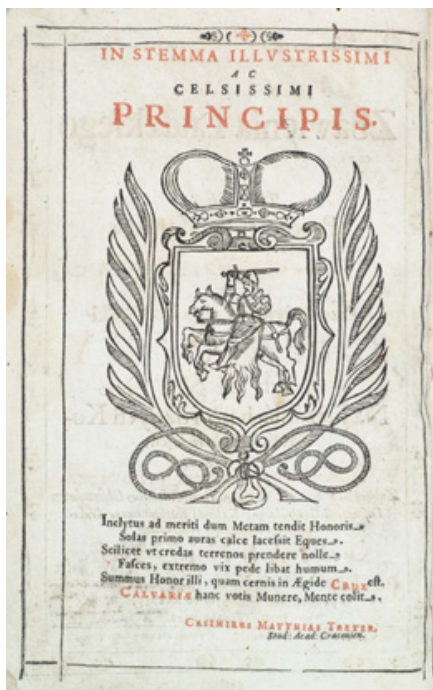 IN STEMMA ILLVSTRISSIMI
AC
CELSISSIMI
PRINCIPIS.
Inclytus ad meriti dum Metam tendit Honoris
Solas primo auras calce lacessit Eques.
Scilicet vt credas terrenos prendere nolle
Fasces, extremo vix pede libat humum.
Summus Honor illi, quam cernis in Ægide CRUX est.
CALVARIÆ hanc votis Munere, Mente colit.
CASIMIRUS MATTHIAS TRETER,
Stud: Acad: Cracovien.